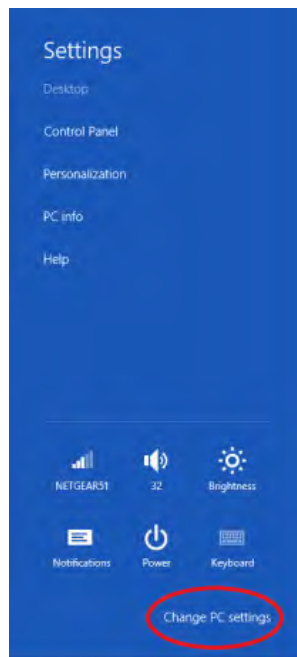 Settings
Desktop
Control Panel
Personalization
PC info
Help
NETGEAR51 32 Brightness
Notifications Power Keyboard
Change PC settings